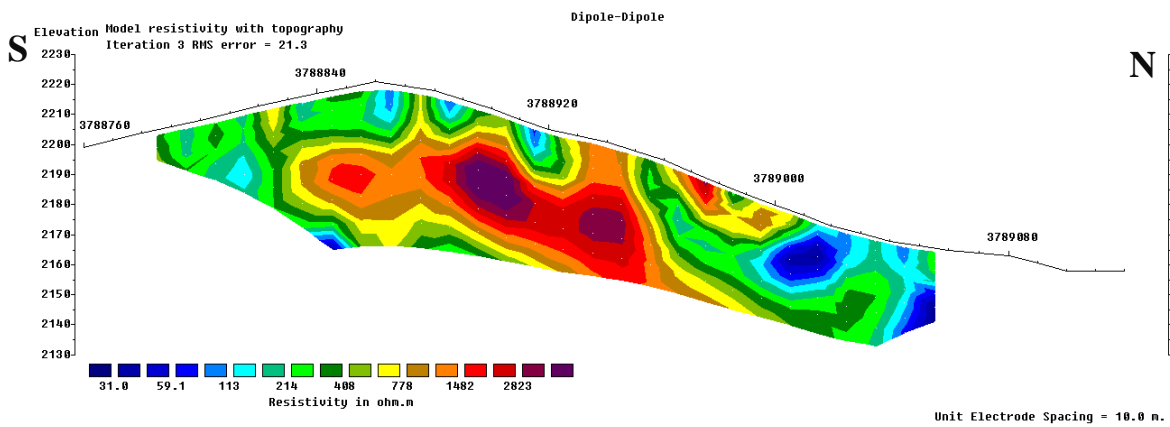 Dipole-Dipole
S
N
Elevation
Model resistivity with topography
Iteration 3 RMS error = 21.3
2230
2220
2210
2200
2190
2180
2170
2160
2150
2140
2130
3788760
3788840
3788920
3789000
3789080
31.0 59.1 113 214 408 778 1482 2823
Resistivity in ohm.m
Unit Electrode Spacing = 10.0 m.